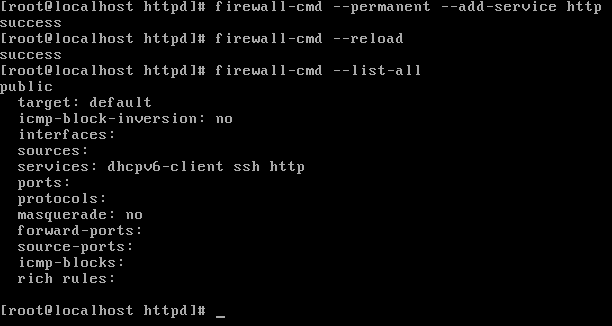 [root@localhost httpd]# firewall-cmd --permanent --add-service http
success
[root@localhost httpd]# firewall-cmd --reload
success
[root@localhost httpd]# firewall-cmd --list-all
public
  target: default
  icmp-block-inversion: no
  interfaces:
  sources:
  services: dhcpv6-client ssh http
  ports:
  protocols:
  masquerade: no
  forward-ports:
  source-ports:
  icmp-blocks:
  rich rules:

[root@localhost httpd]# _